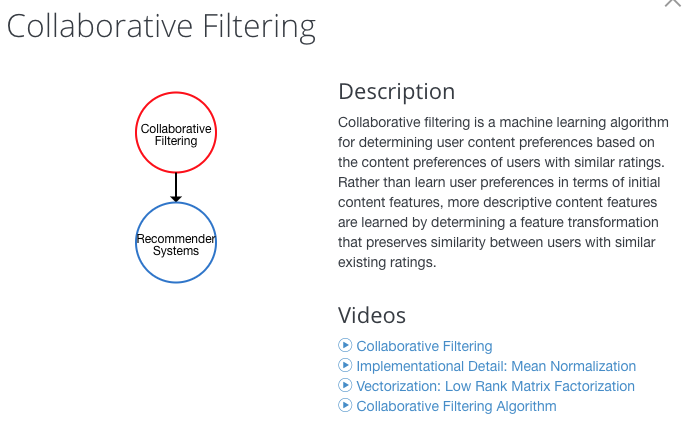 Collaborative Filtering
Collaborative
Filtering
Recommender
Systems
Description
Collaborative filtering is a machine learning algorithm
for determining user content preferences based on
the content preferences of users with similar ratings.
Rather than learn user preferences in terms of initial
content features, more descriptive content features
are learned by determining a feature transformation
that preserves similarity between users with similar
existing ratings.
Videos
Collaborative Filtering
Implementational Detail: Mean Normalization
Vectorization: Low Rank Matrix Factorization
Collaborative Filtering Algorithm